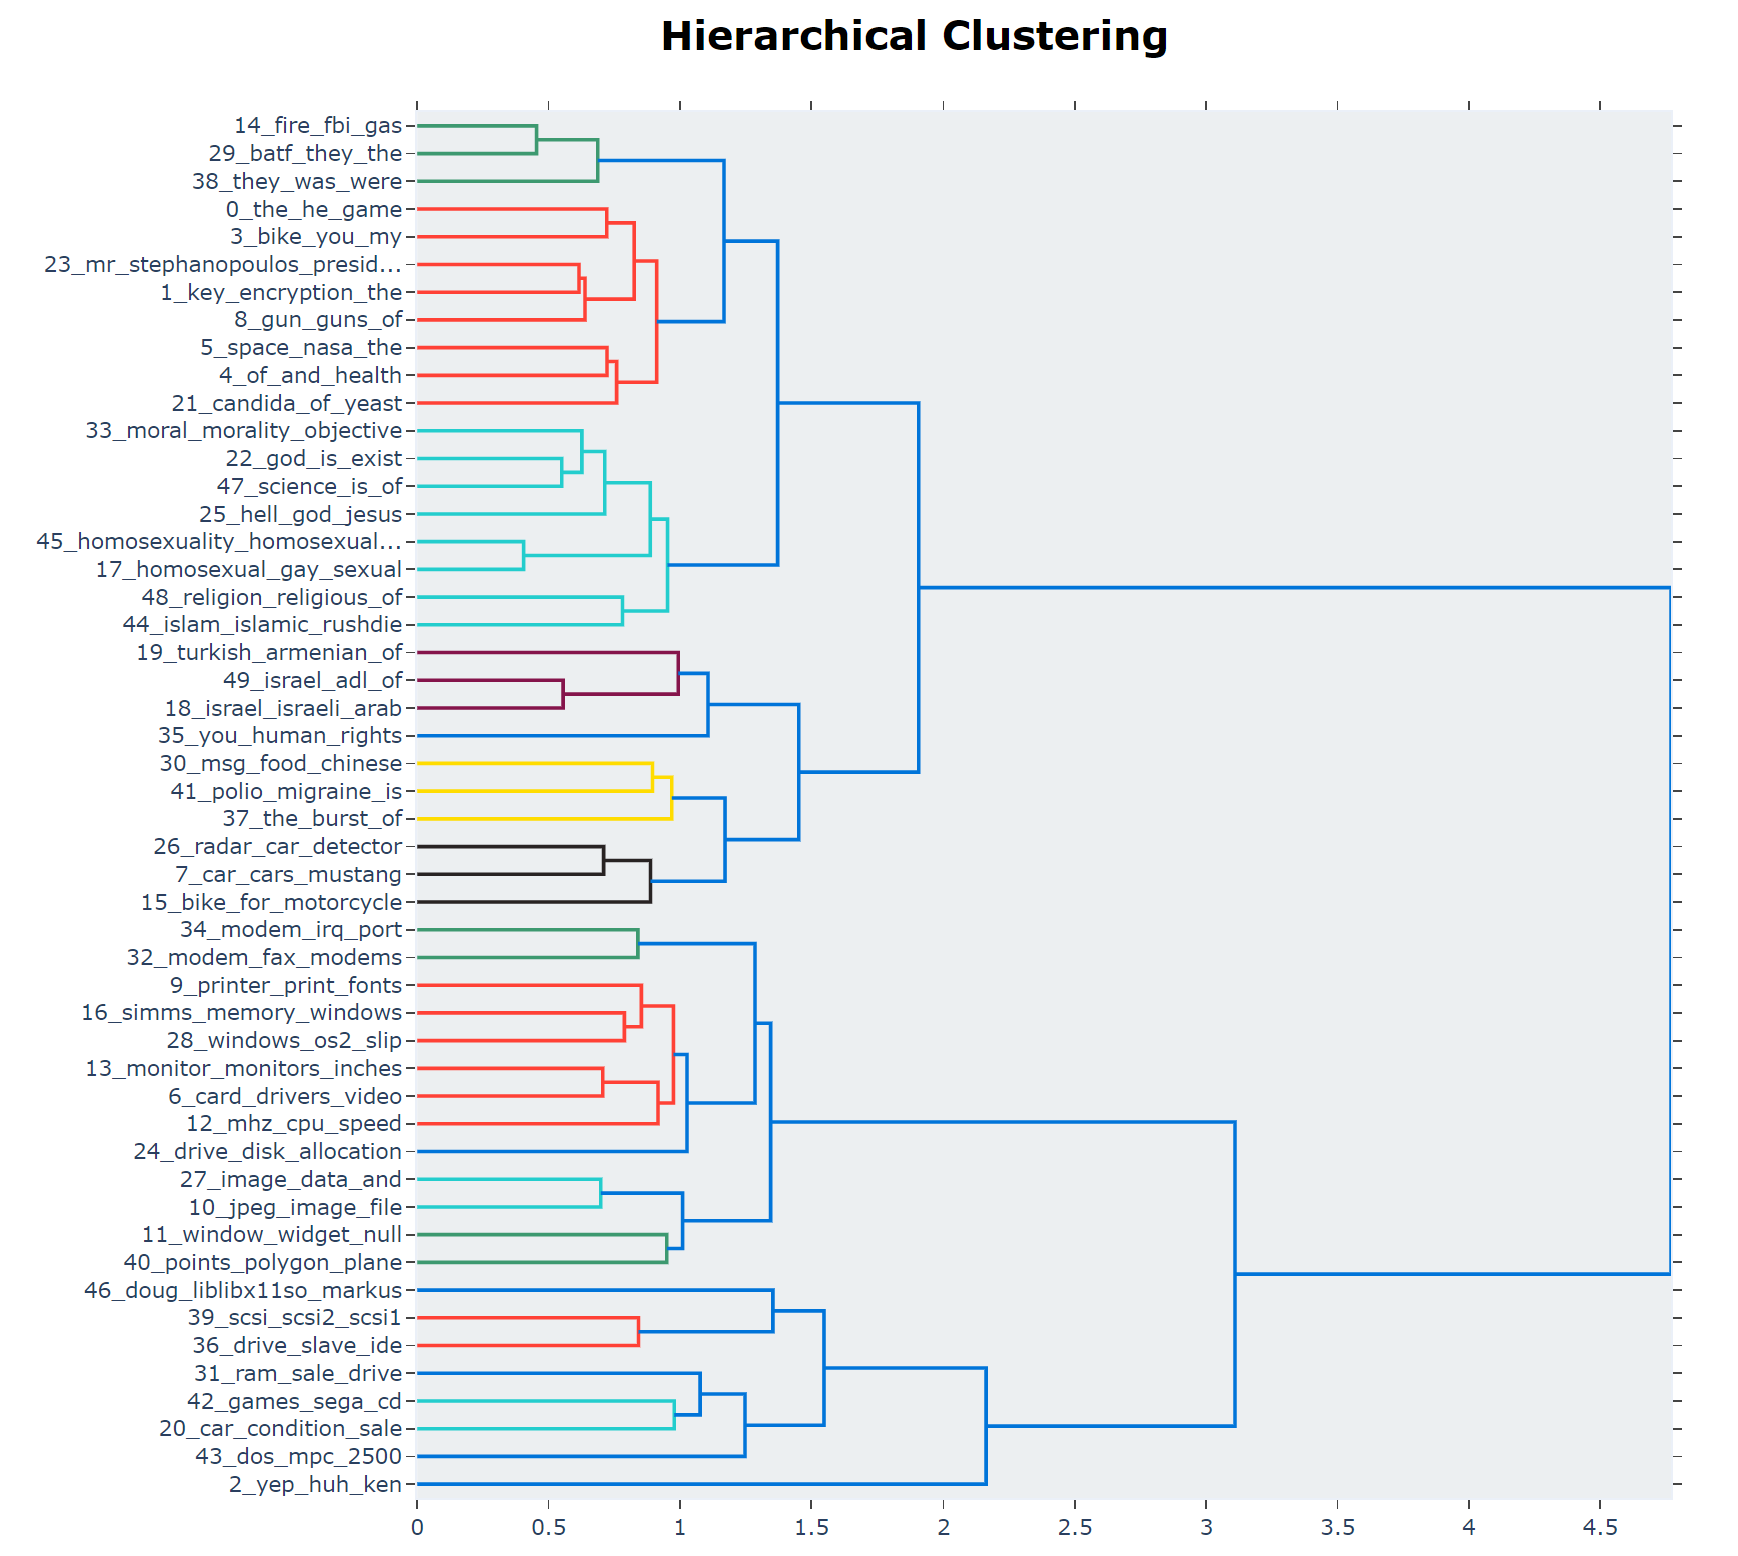 Hierarchical Clustering
14_fire_fbi_gas
29_batf_they_the
38_they_was_were
0_the_he_game
3_bike_you_my
23_mr_stephanopoulos_presid...
1_key_encryption_the
8_gun_guns_of
5_space_nasa_the
4_of_and_health
21_candida_of_yeast
33_moral_morality_objective
22_god_is_exist
47_science_is_of
25_hell_god_jesus
45_homosexuality_homosexual...
17_homosexual_gay_sexual
48_religion_religious_of
44_islam_islamic_rushdie
19_turkish_armenian_of
49_israel_adl_of
18_israel_israeli_arab
35_you_human_rights
30_msg_food_chinese
41_polio_migraine_is
37_the_burst_of
26_radar_car_detector
7_car_cars_mustang
15_bike_for_motorcycle
34_modem_irq_port
32_modem_fax_modems
9_printer_print_fonts
16_simms_memory_windows
28_windows_os2_slip
13_monitor_monitors_inches
6_card_drivers_video
12_mhz_cpu_speed
24_drive_disk_allocation
27_image_data_and
10_jpeg_image_file
11_window_widget_null
40_points_polygon_plane
46_doug_liblibx11so_markus
39_scsi_scsi2_scsi1
36_drive_slave_ide
31_ram_sale_drive
42_games_sega_cd
20_car_condition_sale
43_dos_mpc_2500
2_yep_huh_ken
0 0.5 1 1.5 2 2.5 3 3.5 4 4.5